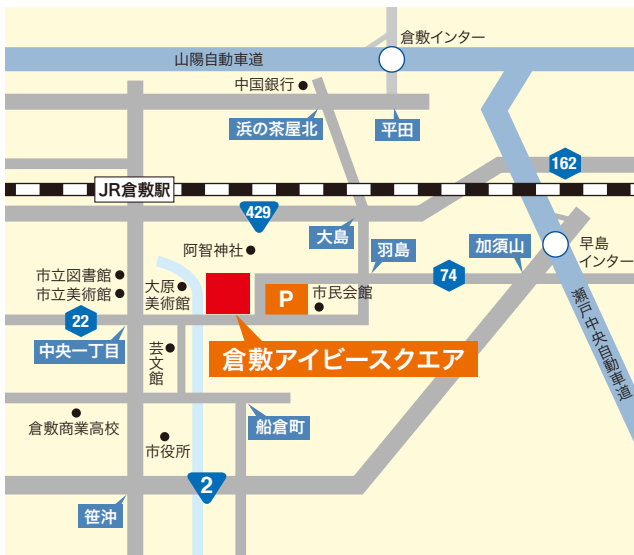 倉敷インター
山陽自動車道
中国銀行
浜の茶屋北
平田
162
JR倉敷駅
429
大島
阿智神社
羽島
加須山
早島
インター
市立図書館
市立美術館
大原
美術館
P
市民会館
74
22
中央一丁目
芸文館
倉敷アイビースクエア
瀬戸中央自動車道
倉敷商業高校
市役所
船倉町
2
笹沖